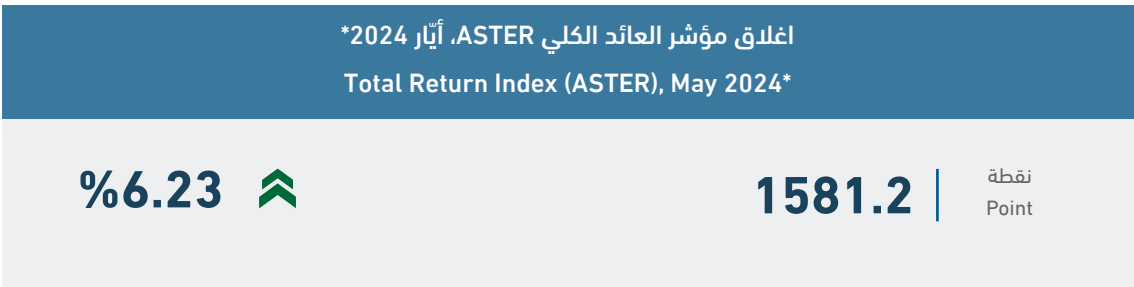 اغلاق مؤشر العائد الكلي ASTER، أيّار 2024*
Total Return Index (ASTER), May 2024*
نقطة
Point
1581.2
%6.23